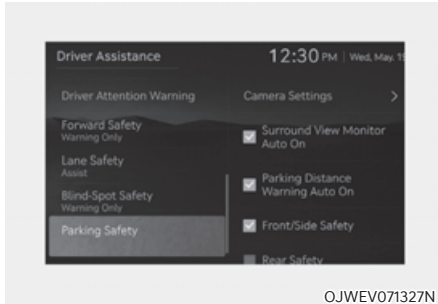 Driver Assistance
12:30 PM Wed, May. 15
Driver Attention Warning
Forward Safety
Warning Only
Lane Safety
Assist
Blind-Spot Safety
Warning Only
Parking Safety
Camera Settings >
Surround View Monitor
Auto On
Parking Distance
Warning Auto On
Front/Side Safety
Rear Safety
OJWEV071327N